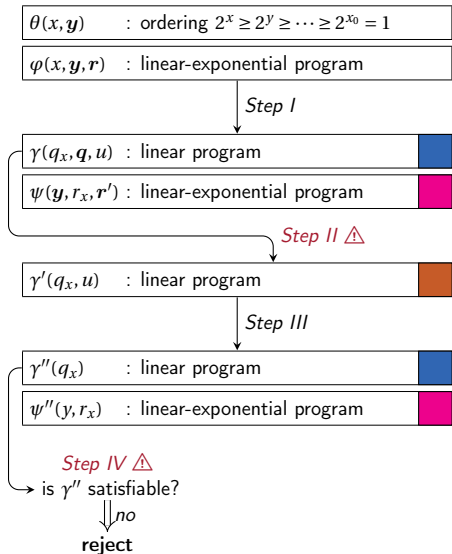 θ(x, y) : ordering 2^x ≥ 2^y ≥ ⋯ ≥ 2^{x_0} = 1
φ(x, y, r) : linear-exponential program
Step I
γ(q_x, q, u) : linear program
ψ(y, r_x, r′) : linear-exponential program
Step II ⚠
γ′(q_x, u) : linear program
Step III
γ″(q_x) : linear program
ψ″(y, r_x) : linear-exponential program
Step IV ⚠
is γ″ satisfiable?
no
reject